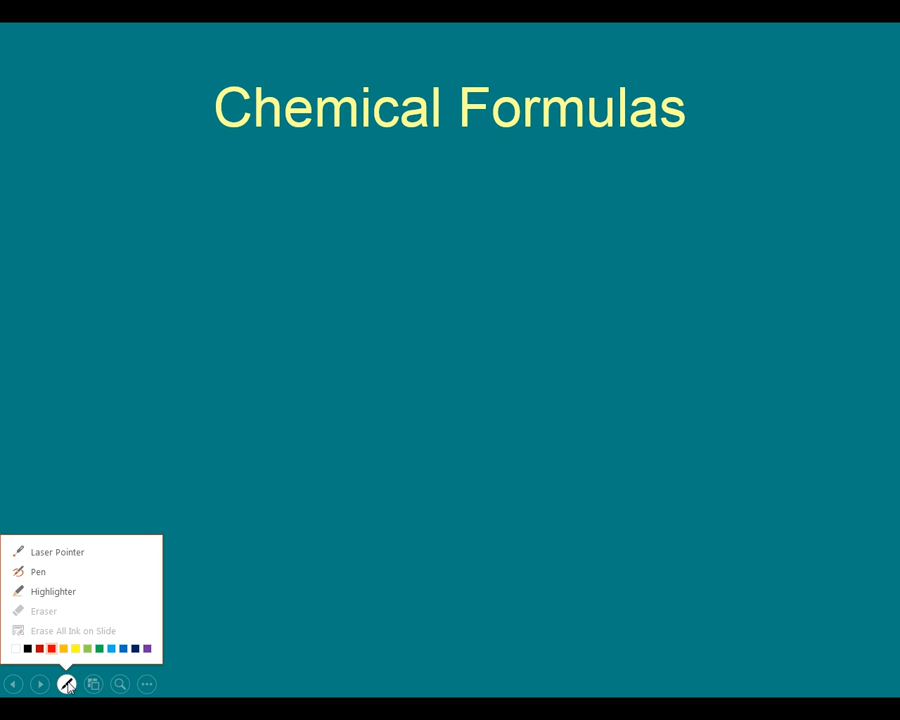 Chemical Formulas
Laser Pointer
Pen
Highlighter
Eraser
Erase All Ink on Slide